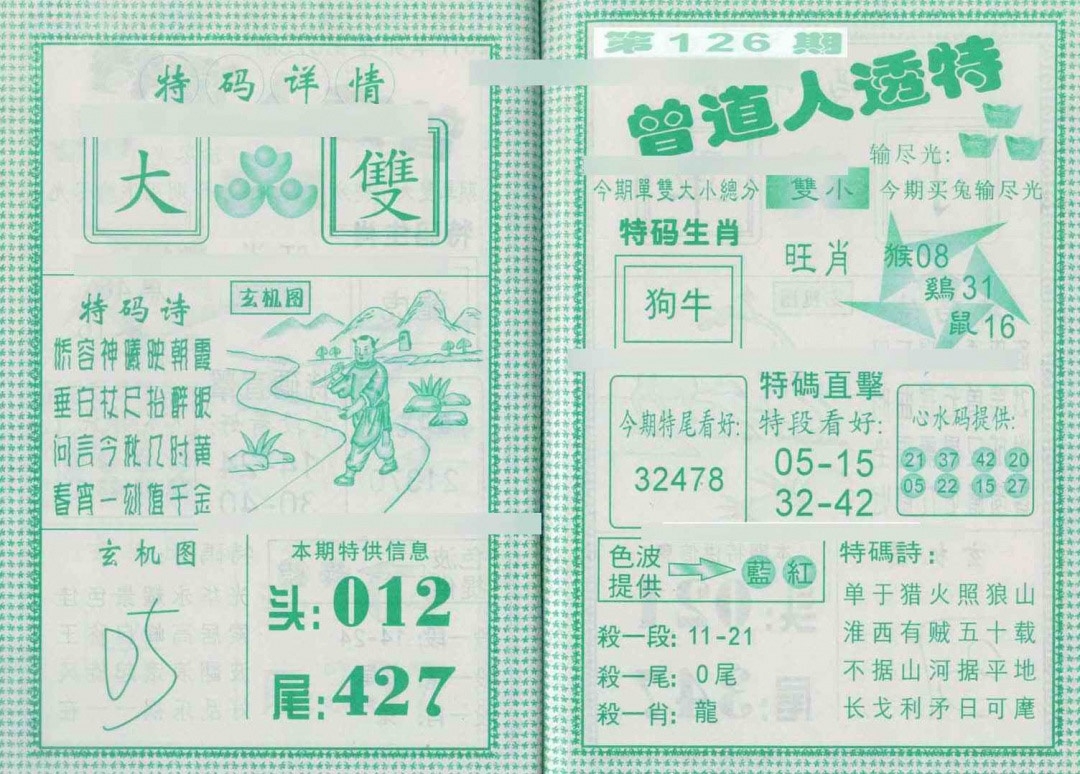 特码详情
大 雙
特码诗
娇容神曦映朝霞
垂日杖尺抬醉眼
问言今秋几时黄
春宵一刻值千金
玄机图
玄机图
本期特供信息
头:012
尾:427
第126期
曾道人透特
输尽光:
今期單雙大小總分 雙小 今期买兔输尽光
特码生肖
狗牛
旺肖
猴08
鷄31
鼠16
今期特尾看好:
32478
特碼直擊
特段看好:
05-15
32-42
心水码提供:
21 37 42 20
05 22 15 27
色波
提供
藍 紅
殺一段: 11-21
殺一尾: 0尾
殺一肖: 龍
特碼詩:
单于猎火照狼山
淮西有贼五十载
不据山河据平地
长戈利矛日可麾